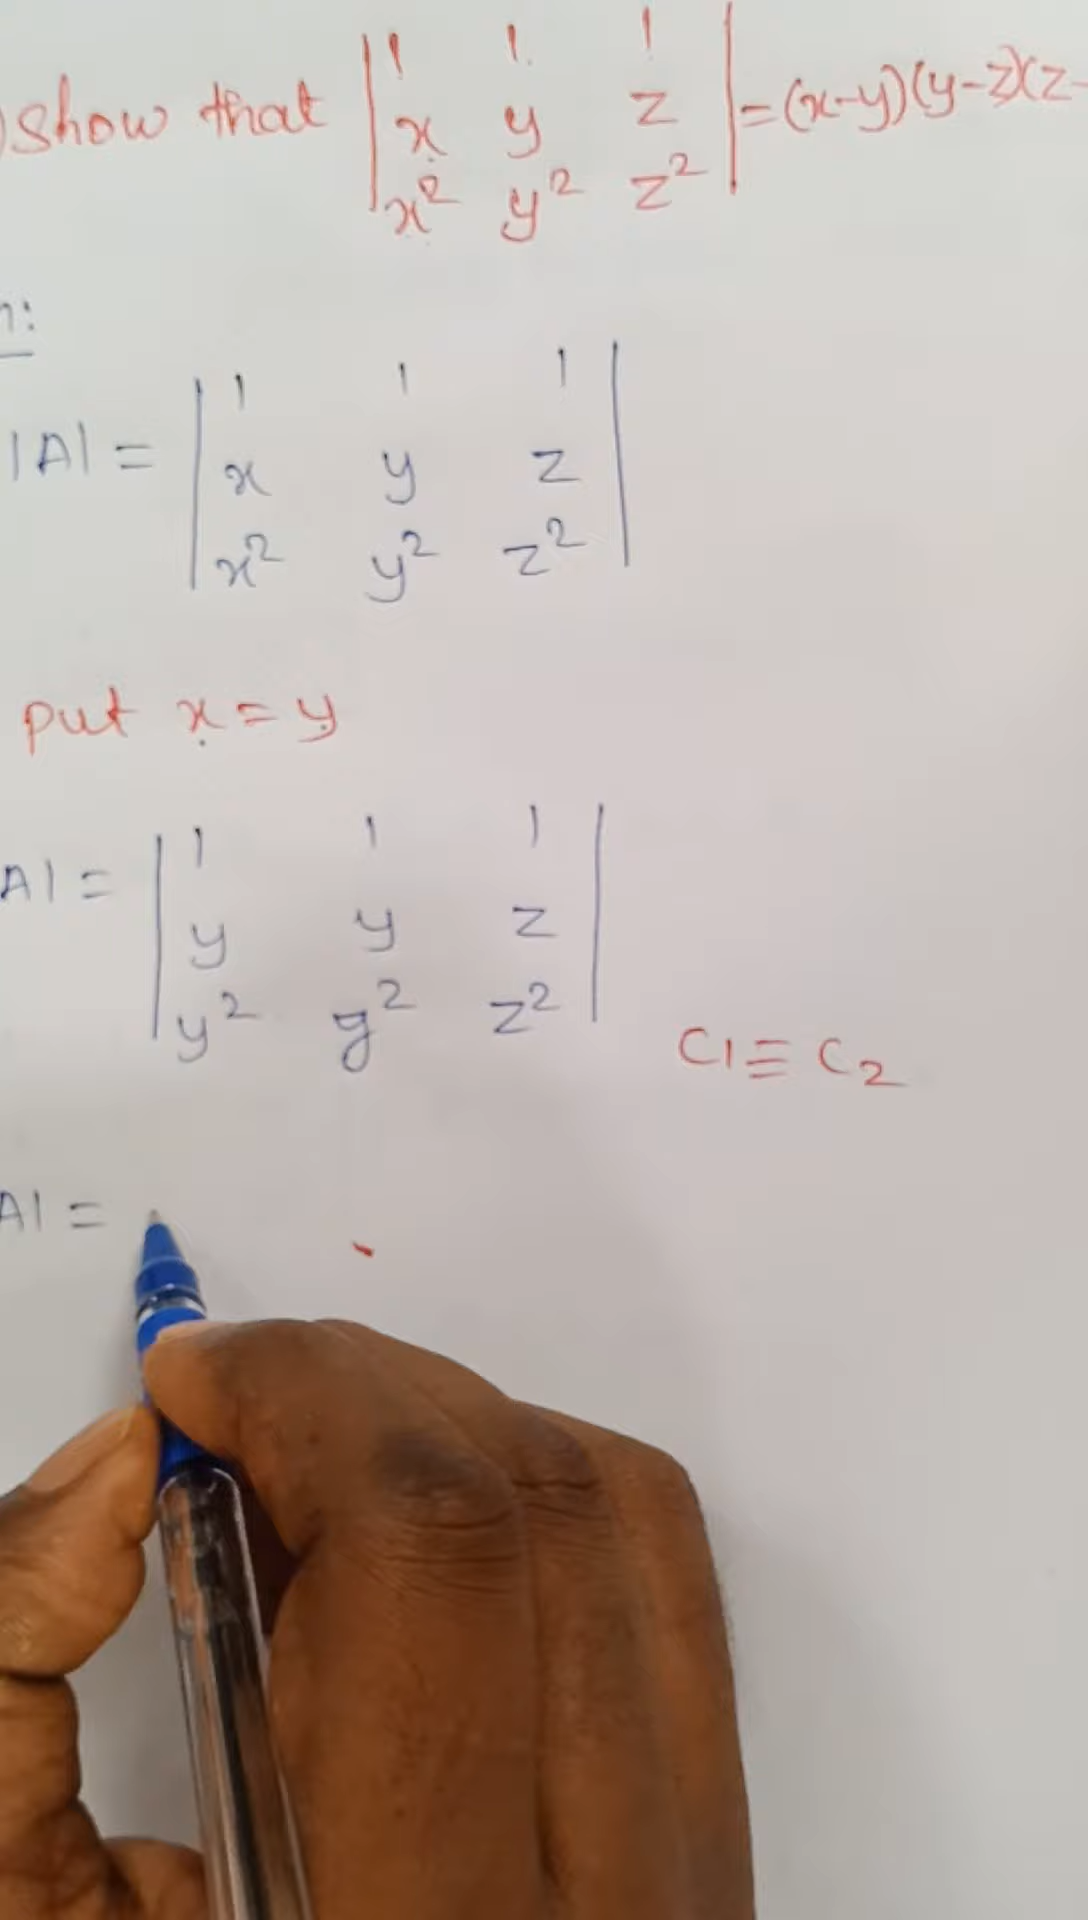 ) Show that | 1 1 1 | = (x-y)(y-z)(z-
| x y z |
| x² y² z² |
n:
|A| = | 1 1 1 |
| x y z |
| x² y² z² |
put x = y
A| = | 1 1 1 |
| y y z |
| y² y² z² |
C1 ≡ C2
A| =